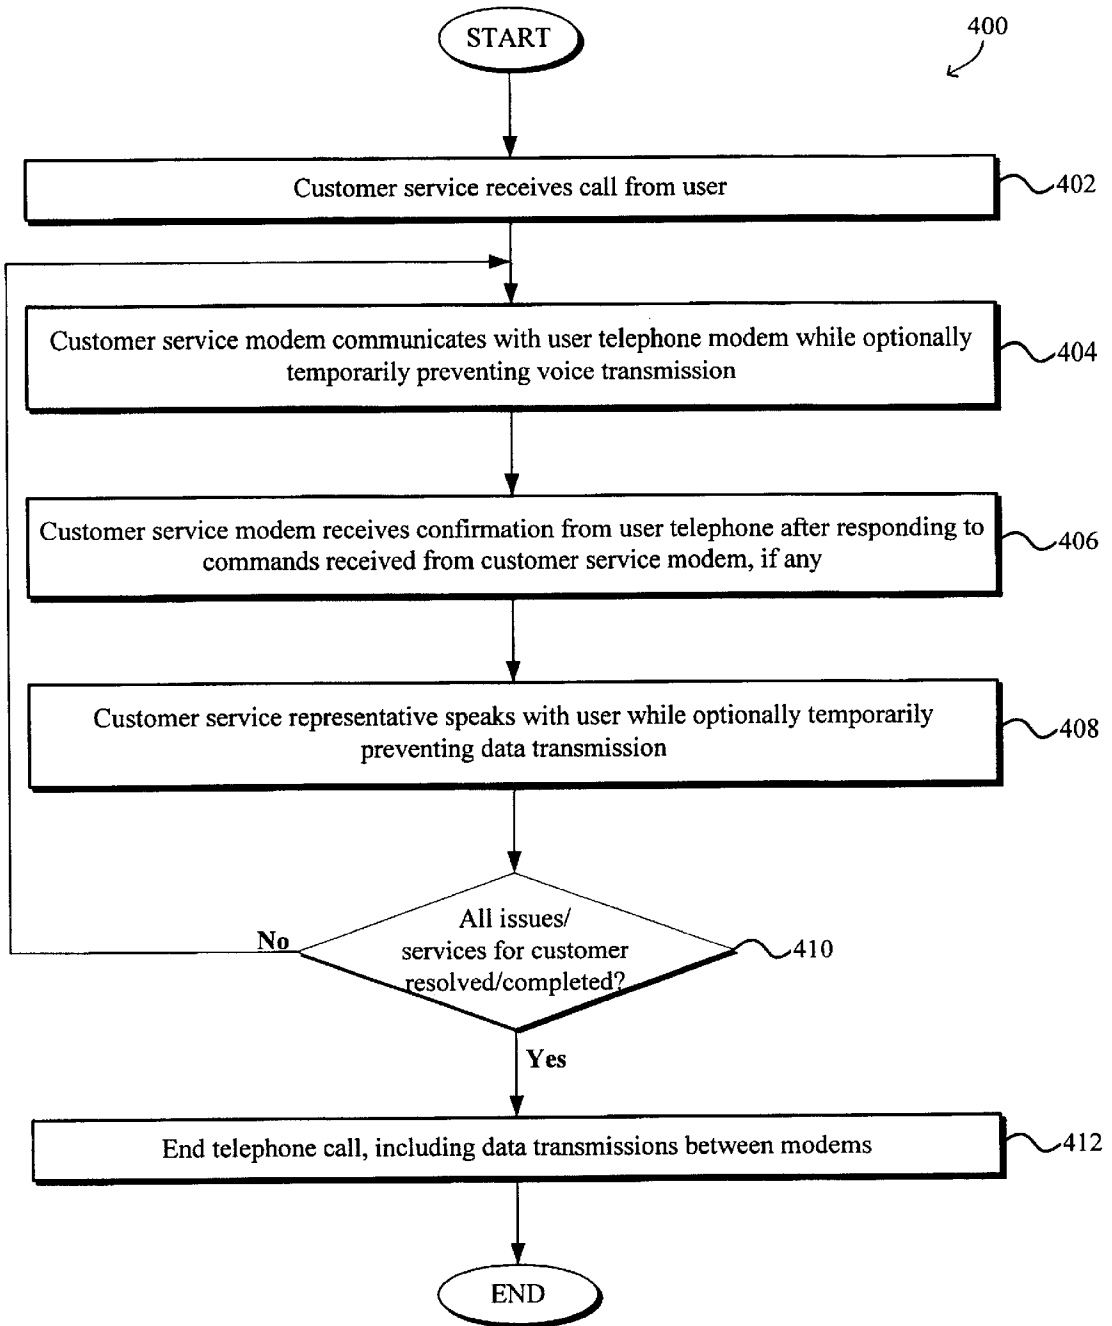 START
400
Customer service receives call from user
402
Customer service modem communicates with user telephone modem while optionally
temporarily preventing voice transmission
404
Customer service modem receives confirmation from user telephone after responding to
commands received from customer service modem, if any
406
Customer service representative speaks with user while optionally temporarily
preventing data transmission
408
All issues/
services for customer
resolved/completed?
No
410
Yes
End telephone call, including data transmissions between modems
412
END